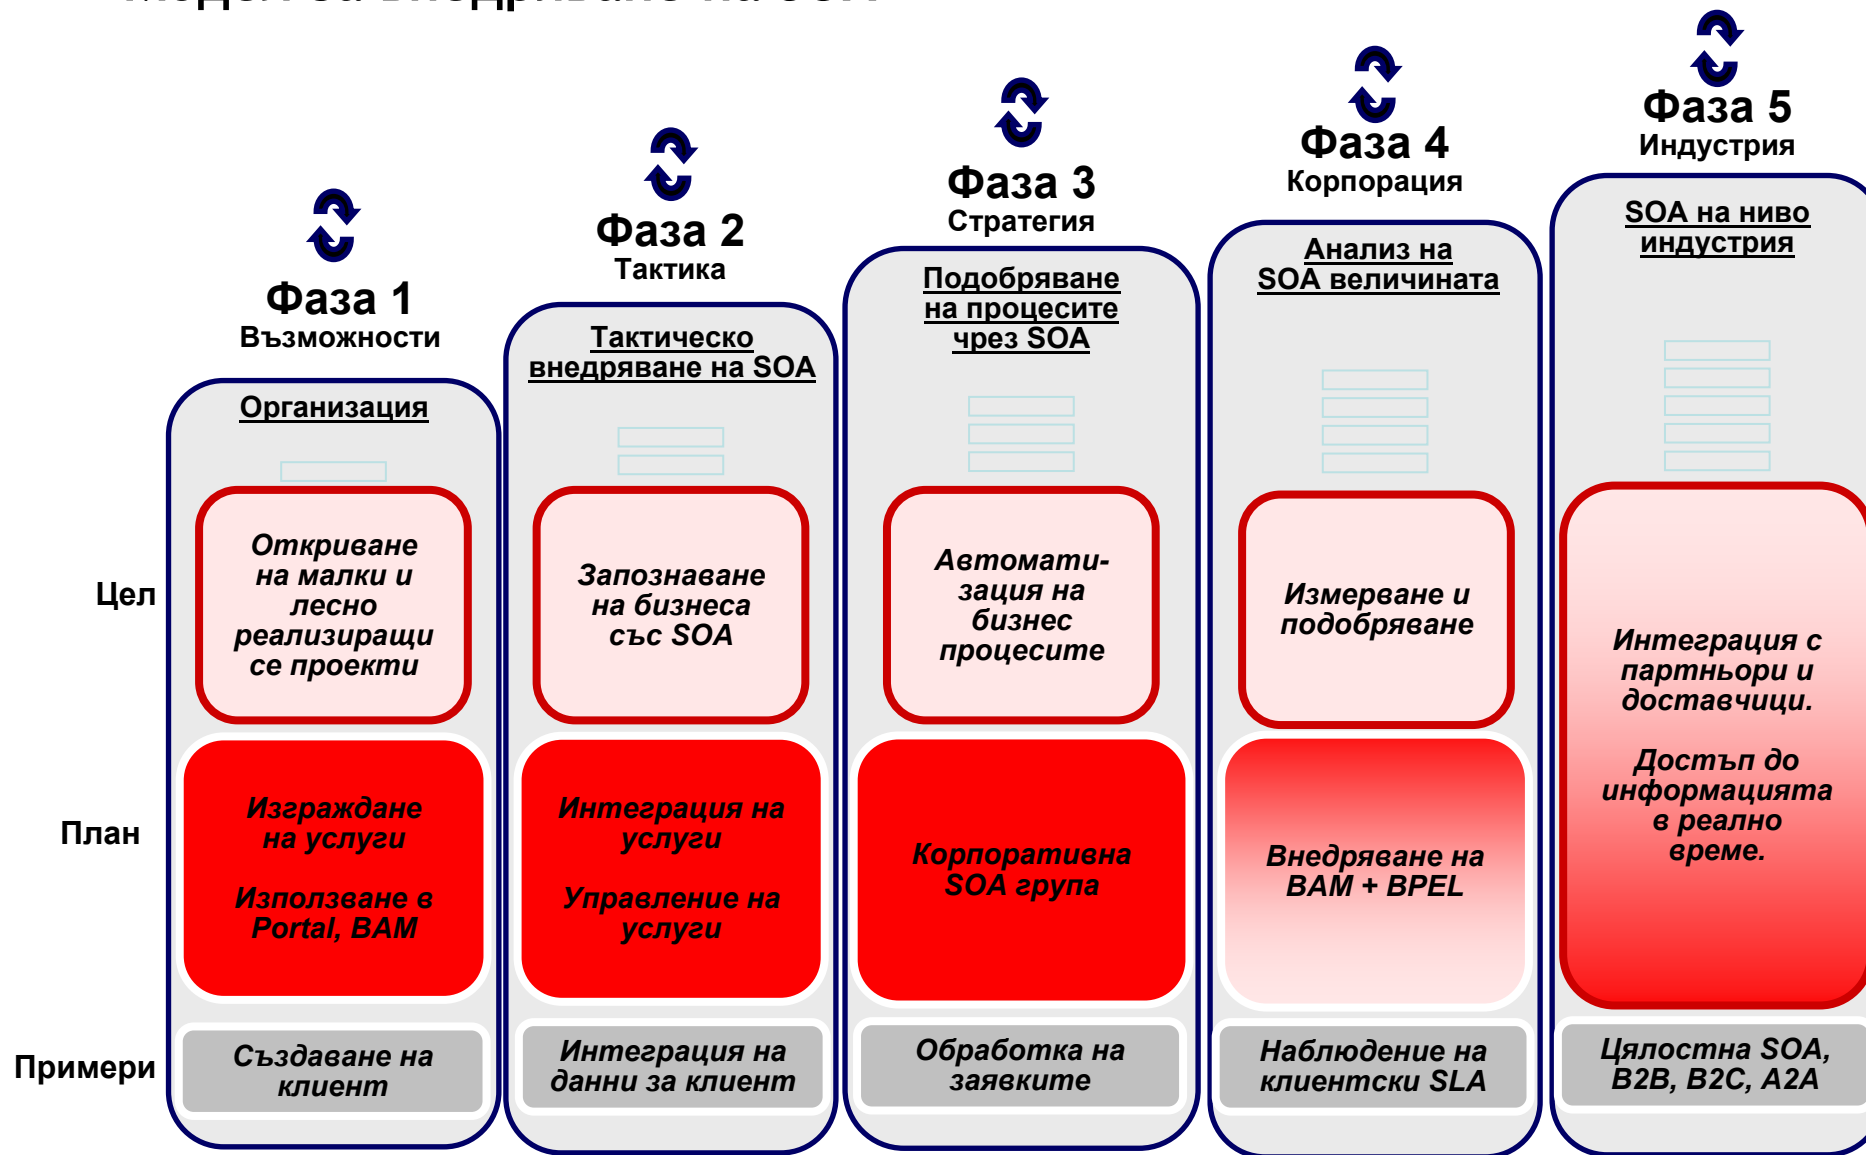 Модел за внедряване на SOA
Фаза 1
Възможности
Организация
Откриване
на малки и
лесно
реализиращи
се проекти
Изграждане
на услуги
Използване в
Portal, BAM
Създаване на
клиент
Фаза 2
Тактика
Тактическо
внедряване на SOA
Запознаване
на бизнеса
със SOA
Интеграция на
услуги
Управление на
услуги
Интеграция на
данни за клиент
Фаза 3
Стратегия
Подобряване
на процесите
чрез SOA
Автомати-
зация на
бизнес
процесите
Корпоративна
SOA група
Обработка на
заявките
Фаза 4
Корпорация
Анализ на
SOA величината
Измерване и
подобряване
Внедряване на
BAM + BPEL
Наблюдение на
клиентски SLA
Фаза 5
Индустрия
SOA на ниво
индустрия
Интеграция с
партньори и
доставчици.
Достъп до
информацията
в реално
време.
Цялостна SOA,
B2B, B2C, A2A
Цел
План
Примери